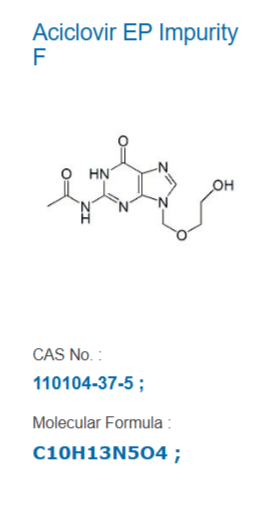 Aciclovir EP Impurity
F
O
O
HN
N
OH
N
H
N
N
O
CAS No. :
110104-37-5 ;
Molecular Formula :
C10H13N5O4 ;